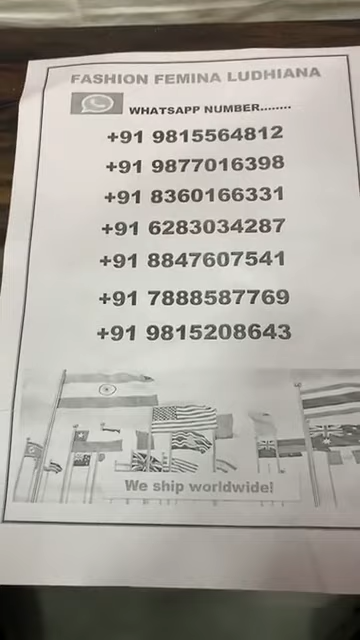 FASHION FEMINA LUDHIANA
WHATSAPP NUMBER........
+91 9815564812
+91 9877016398
+91 8360166331
+91 6283034287
+91 8847607541
+91 7888587769
+91 9815208643
We ship worldwide!